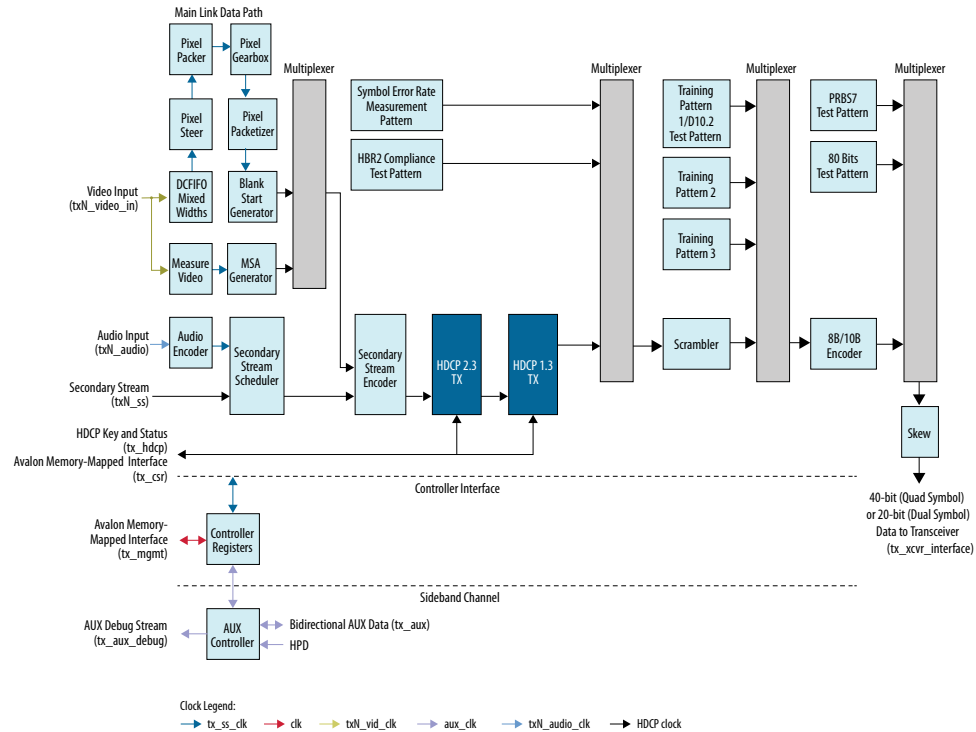 Main Link Data Path
Pixel
Packer
Pixel
Gearbox
Multiplexer
Multiplexer
Multiplexer
Multiplexer
Symbol Error Rate
Measurement
Pattern
Training
Pattern
1/D10.2
Test Pattern
PRBS7
Test Pattern
Pixel
Steer
Pixel
Packetizer
HBR2 Compliance
Test Pattern
80 Bits
Test Pattern
Video Input
(txN_video_in)
DCFIFO
Mixed
Widths
Blank
Start
Generator
Training
Pattern 2
Training
Pattern 3
Measure
Video
MSA
Generator
Audio Input
(txN_audio)
Audio
Encoder
Secondary
Stream
Scheduler
Secondary
Stream
Encoder
HDCP 2.3
TX
HDCP 1.3
TX
Scrambler
8B/10B
Encoder
Secondary Stream
(txN_ss)
Skew
HDCP Key and Status
(tx_hdcp)
Avalon Memory-Mapped Interface
(tx_csr)
Controller Interface
40-bit (Quad Symbol)
or 20-bit (Dual Symbol)
Data to Transceiver
(tx_xcvr_interface)
Avalon Memory-
Mapped Interface
(tx_mgmt)
Controller
Registers
Sideband Channel
AUX Debug Stream
(tx_aux_debug)
AUX
Controller
Bidirectional AUX Data (tx_aux)
HPD
Clock Legend:
tx_ss_clk
clk
txN_vid_clk
aux_clk
txN_audio_clk
HDCP clock